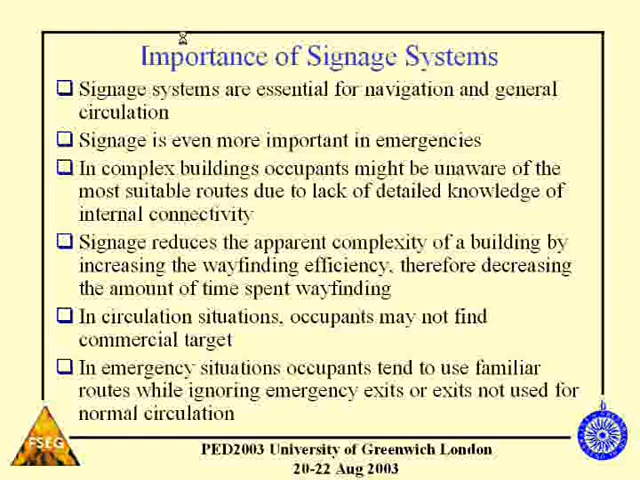 Importance of Signage Systems
Signage systems are essential for navigation and general
circulation
Signage is even more important in emergencies
In complex buildings occupants might be unaware of the
most suitable routes due to lack of detailed knowledge of
internal connectivity
Signage reduces the apparent complexity of a building by
increasing the wayfinding efficiency, therefore decreasing
the amount of time spent wayfinding
In circulation situations, occupants may not find
commercial target
In emergency situations occupants tend to use familiar
routes while ignoring emergency exits or exits not used for
normal circulation
FSEG
PED2003 University of Greenwich London
20-22 Aug 2003